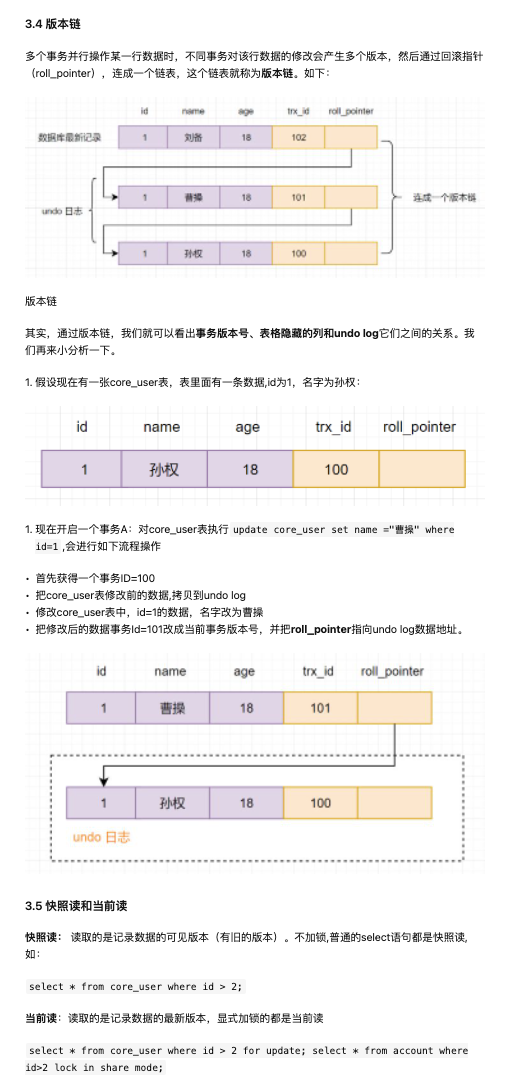 3.4 版本链
多个事务并行操作某一行数据时，不同事务对该行数据的修改会产生多个版本，然后通过回滚指针
（roll_pointer），连成一个链表，这个链表就称为版本链。如下：
id name age trx_id roll_pointer
数据库最新记录 1 刘备 18 102
undo 日志 1 曹操 18 101 连成一个版本链
1 孙权 18 100
版本链
其实，通过版本链，我们就可以看出事务版本号、表格隐藏的列和undo log它们之间的关系。我
们再来小分析一下。
1. 假设现在有一张core_user表，表里面有一条数据,id为1，名字为孙权：
id name age trx_id roll_pointer
1 孙权 18 100
1. 现在开启一个事务A：对core_user表执行 update core_user set name ="曹操" where
id=1 ,会进行如下流程操作
• 首先获得一个事务ID=100
• 把core_user表修改前的数据,拷贝到undo log
• 修改core_user表中，id=1的数据，名字改为曹操
• 把修改后的数据事务Id=101改成当前事务版本号，并把roll_pointer指向undo log数据地址。
id name age trx_id roll_pointer
1 曹操 18 101
1 孙权 18 100
undo 日志
3.5 快照读和当前读
快照读： 读取的是记录数据的可见版本（有旧的版本）。不加锁,普通的select语句都是快照读,
如：
select * from core_user where id > 2;
当前读：读取的是记录数据的最新版本，显式加锁的都是当前读
select * from core_user where id > 2 for update; select * from account where
id>2 lock in share mode;